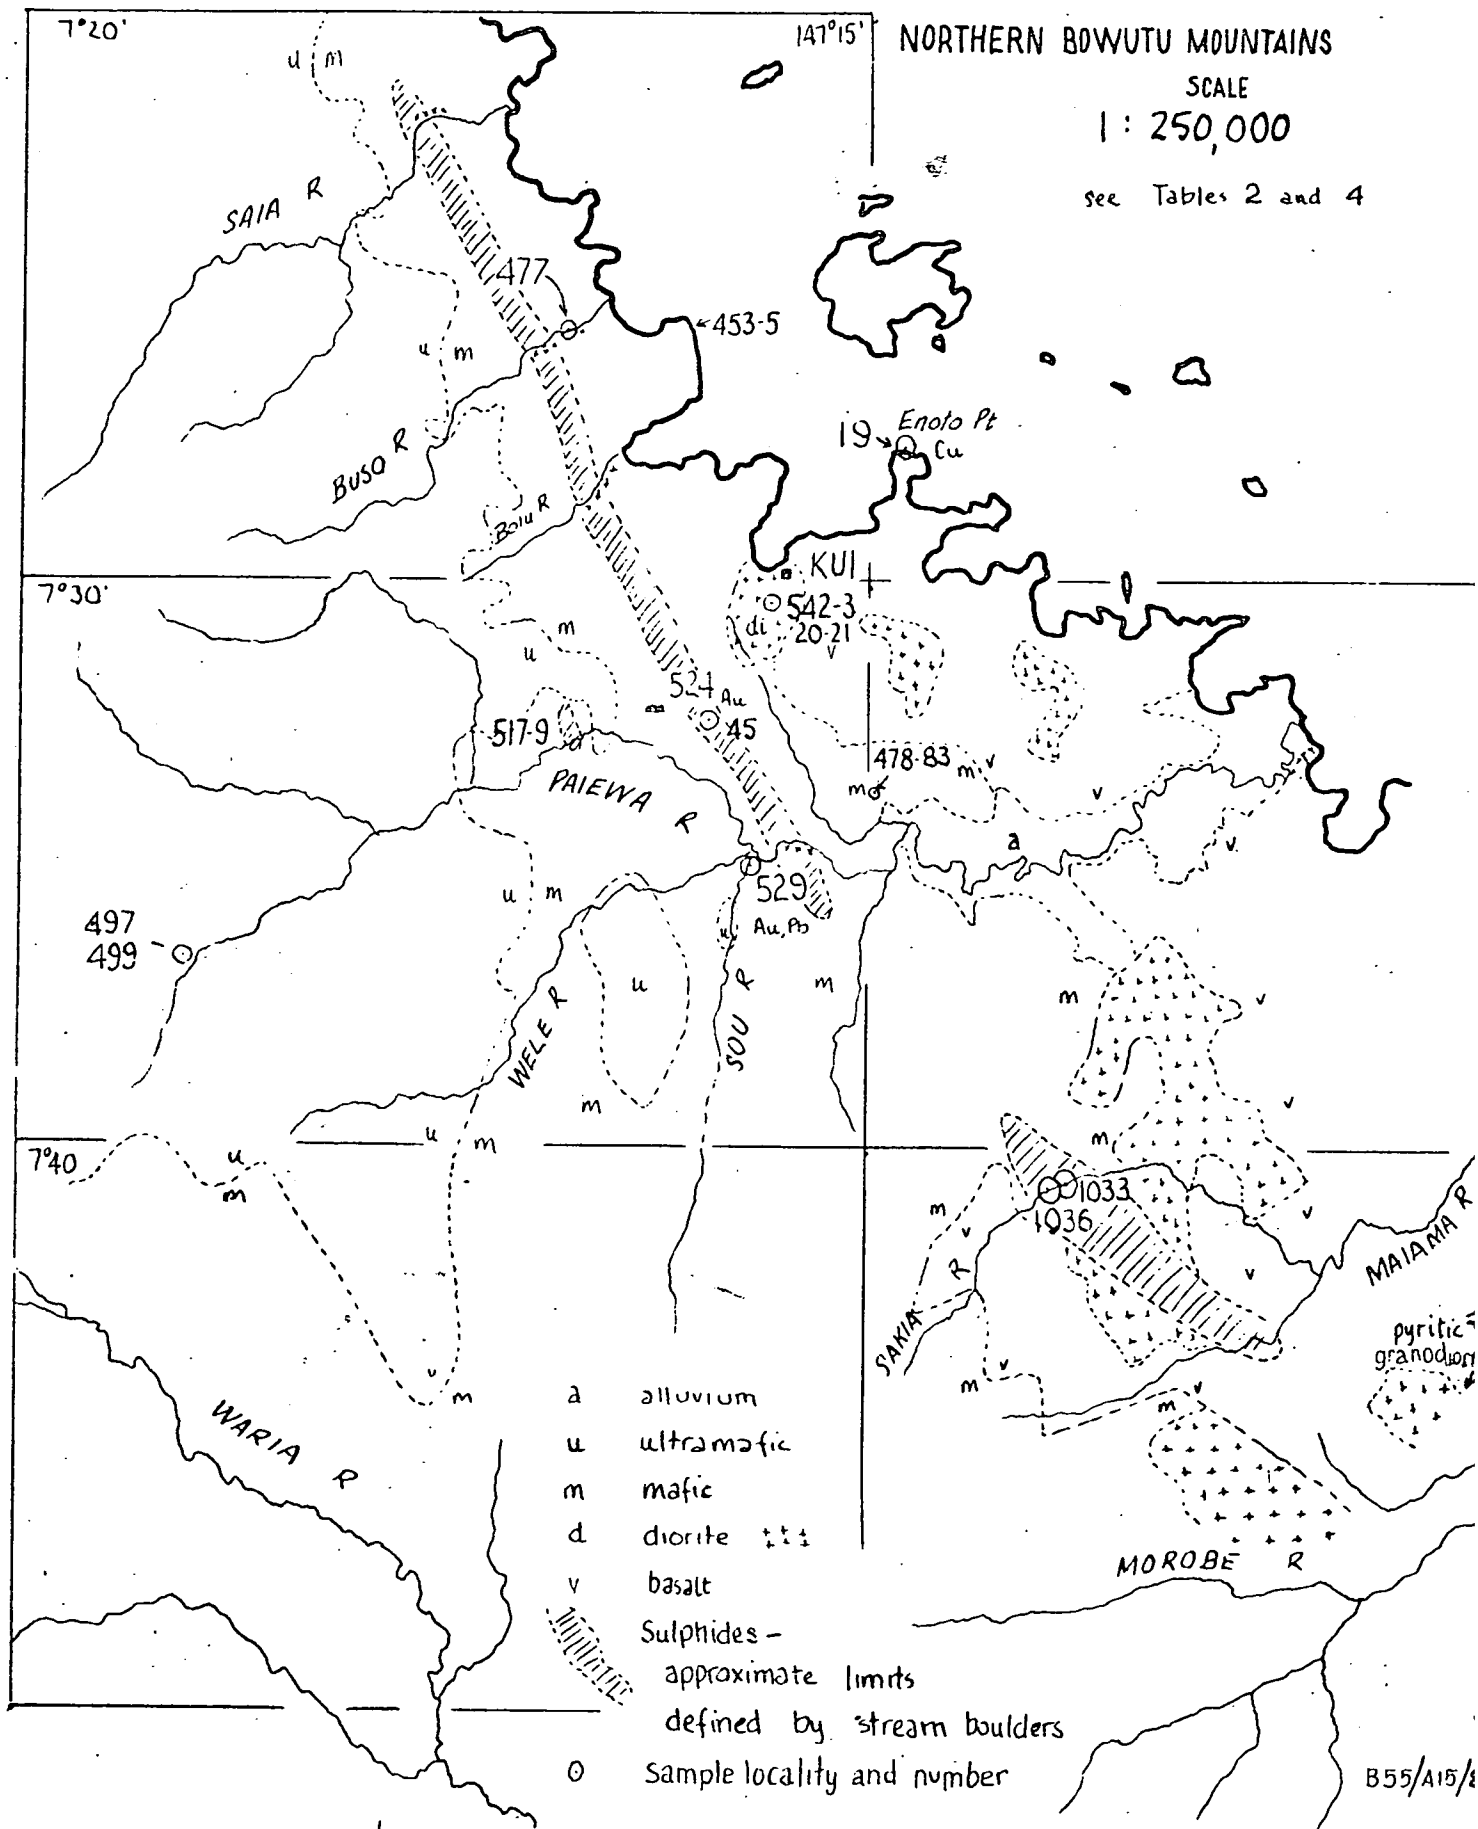 7°20'
147°15'
NORTHERN BOWUTU MOUNTAINS
SCALE
1 : 250,000
see Tables 2 and 4
u m
SAIA R
477
453-5
u m
19
Enoto Pt
Cu
BUSO R
Boiu R
7°30'
KUI
542-3
di
20-21
v
m
u
524 Au
45
517-9
d
478-83
m v
m
v
PAIEWA R
a
v
u m
529
Au, Pb
u
497
499
u
m
m
v
WELE R
SOU R
m
v
u m
m
7°40
u
m
1033
1036
m
v
v
v
MAIAMA R
SAKIA R
pyritic
m v
v
m
v
m
WARIA R
MOROBE R
a alluvium
u ultramafic
m mafic
d diorite
v basalt
Sulphides –
approximate limits
defined by stream boulders
Sample locality and number
B55/A15/